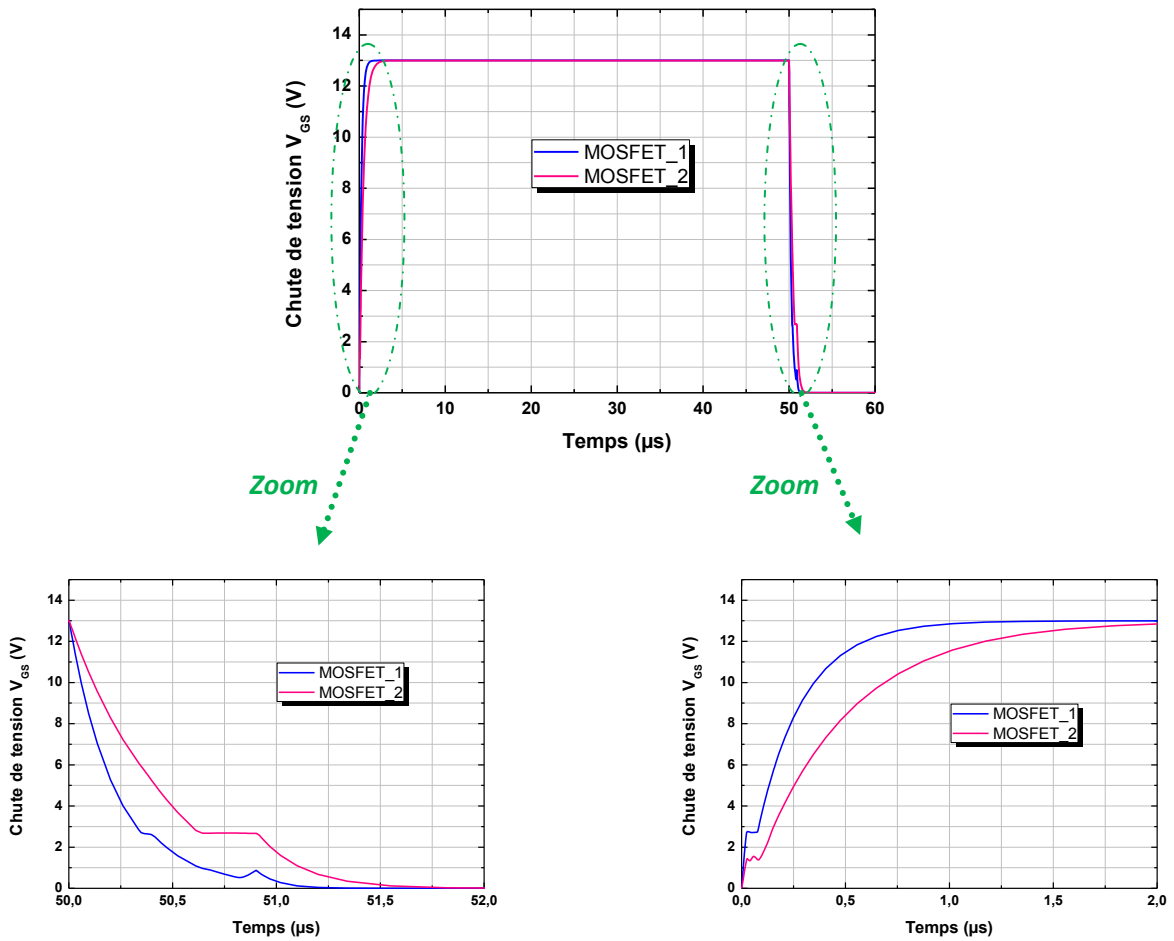 Chute de tension V_GS (V)
14
12
10
8
6
4
2
0
MOSFET_1
MOSFET_2
0 10 20 30 40 50 60
Temps (µs)
Zoom
Zoom
Chute de tension V_GS (V)
14
12
10
8
6
4
2
0
MOSFET_1
MOSFET_2
50,0 50,5 51,0 51,5 52,0
Temps (µs)
Chute de tension V_GS (V)
14
12
10
8
6
4
2
0
MOSFET_1
MOSFET_2
0,0 0,5 1,0 1,5 2,0
Temps (µs)